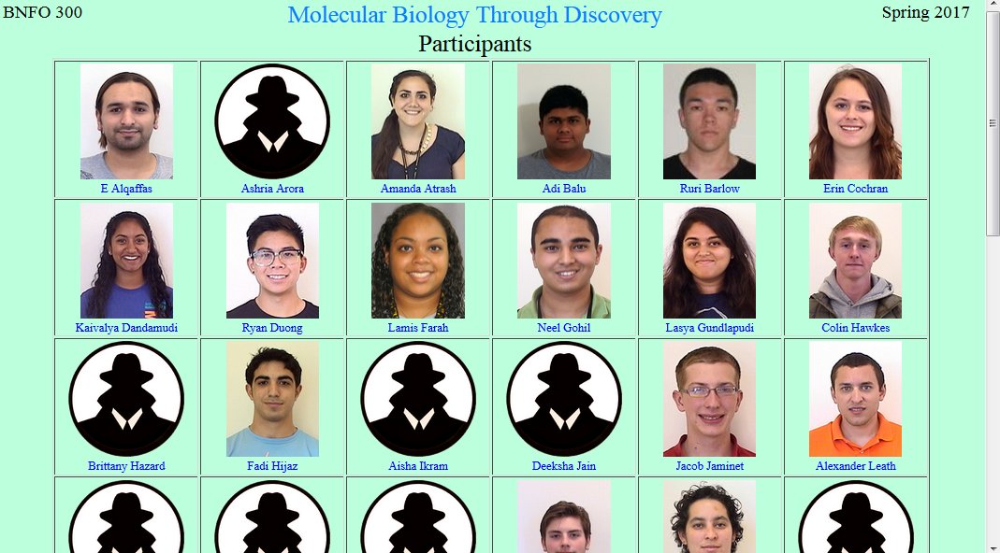 BNFO 300 Molecular Biology Through Discovery Spring 2017
Participants
E Alqaffas Ashria Arora Amanda Atrash Adi Balu Ruri Barlow Erin Cochran
Kaivalya Dandamudi Ryan Duong Lamis Farah Neel Gohil Lasya Gundlapudi Colin Hawkes
Brittany Hazard Fadi Hijaz Aisha Ikram Deeksha Jain Jacob Jaminet Alexander Leath